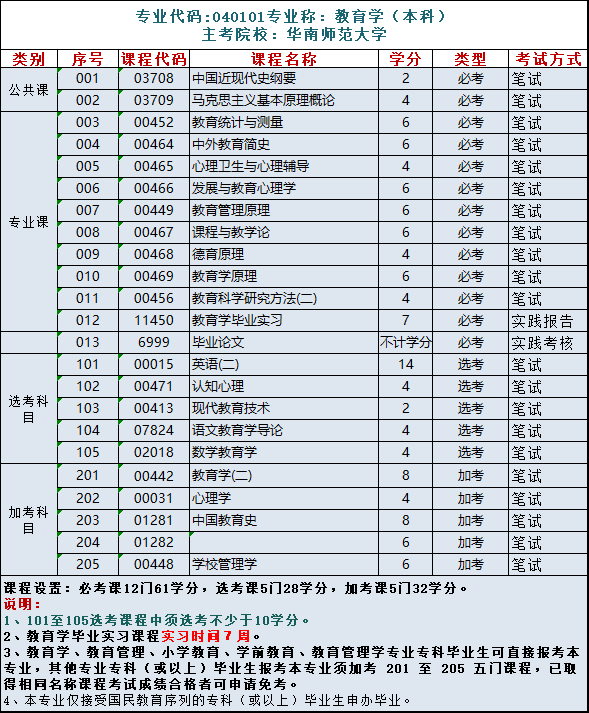 专业代码:040101专业称：教育学（本科）
主考院校：华南师范大学
类别 序号 课程代码 课程名称 学分 类型 考试方式
公共课 001 03708 中国近现代史纲要 2 必考 笔试
002 03709 马克思主义基本原理概论 4 必考 笔试
专业课 003 00452 教育统计与测量 6 必考 笔试
004 00464 中外教育简史 6 必考 笔试
005 00465 心理卫生与心理辅导 4 必考 笔试
006 00466 发展与教育心理学 6 必考 笔试
007 00449 教育管理原理 6 必考 笔试
008 00467 课程与教学论 6 必考 笔试
009 00468 德育原理 4 必考 笔试
010 00469 教育学原理 6 必考 笔试
011 00456 教育科学研究方法(二) 4 必考 笔试
012 11450 教育学毕业实习 7 必考 实践报告
013 6999 毕业论文 不计学分 必考 实践考核
选考科目 101 00015 英语(二) 14 选考 笔试
102 00471 认知心理 4 选考 笔试
103 00413 现代教育技术 2 选考 笔试
104 07824 语文教育学导论 4 选考 笔试
105 02018 数学教育学 4 选考 笔试
加考科目 201 00442 教育学(二) 8 加考 笔试
202 00031 心理学 4 加考 笔试
203 01281 中国教育史 8 加考 笔试
204 01282 6 加考 笔试
205 00448 学校管理学 6 加考 笔试
课程设置：必考课12门61学分，选考课5门28学分，加考课5门32学分。
说明：
1、101至105选考课程中须选考不少于10学分。
2、教育学毕业实习课程实习时间7周。
3、教育学、教育管理、小学教育、学前教育、教育管理学专业专科毕业生可直接报考本
专业，其他专业专科（或以上）毕业生报考本专业须加考 201 至 205 五门课程，已取
得相同名称课程考试成绩合格者可申请免考。
4、本专业仅接受国民教育序列的专科（或以上）毕业生申办毕业。